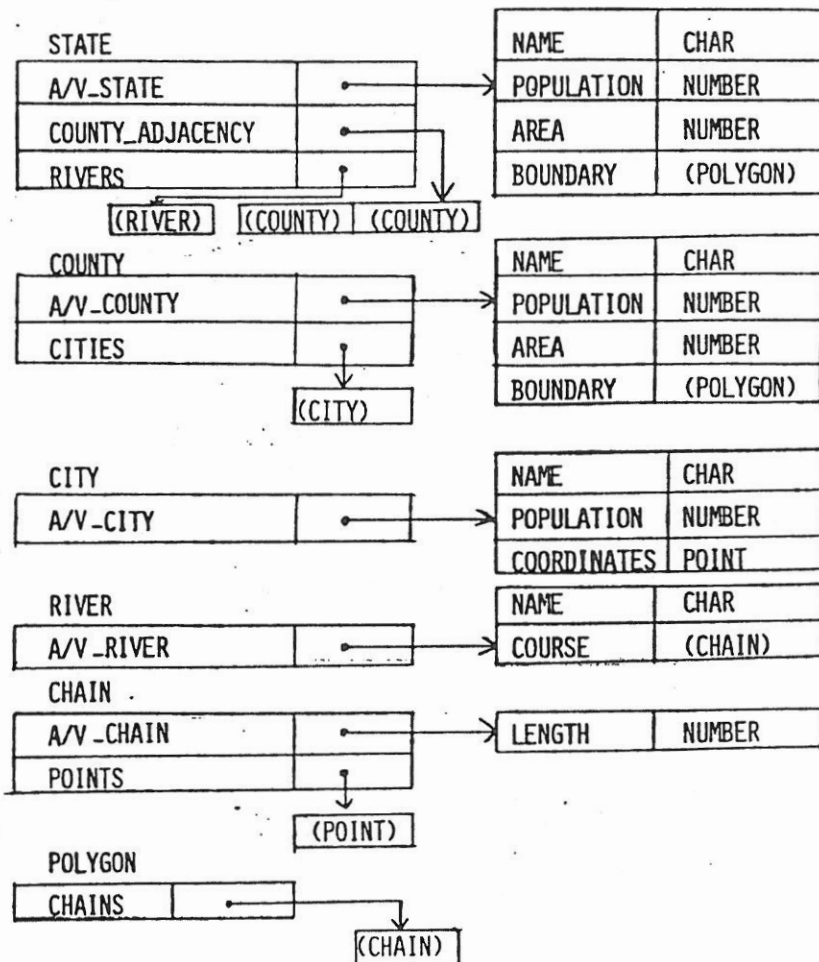 STATE
A/V_STATE
COUNTY_ADJACENCY
RIVERS
NAME CHAR
POPULATION NUMBER
AREA NUMBER
BOUNDARY (POLYGON)
(RIVER) (COUNTY) (COUNTY)
COUNTY
A/V_COUNTY
CITIES
(CITY)
NAME CHAR
POPULATION NUMBER
AREA NUMBER
BOUNDARY (POLYGON)
CITY
A/V_CITY
NAME CHAR
POPULATION NUMBER
COORDINATES POINT
RIVER
A/V_RIVER
NAME CHAR
COURSE (CHAIN)
CHAIN
A/V_CHAIN
POINTS
LENGTH NUMBER
(POINT)
POLYGON
CHAINS
(CHAIN)